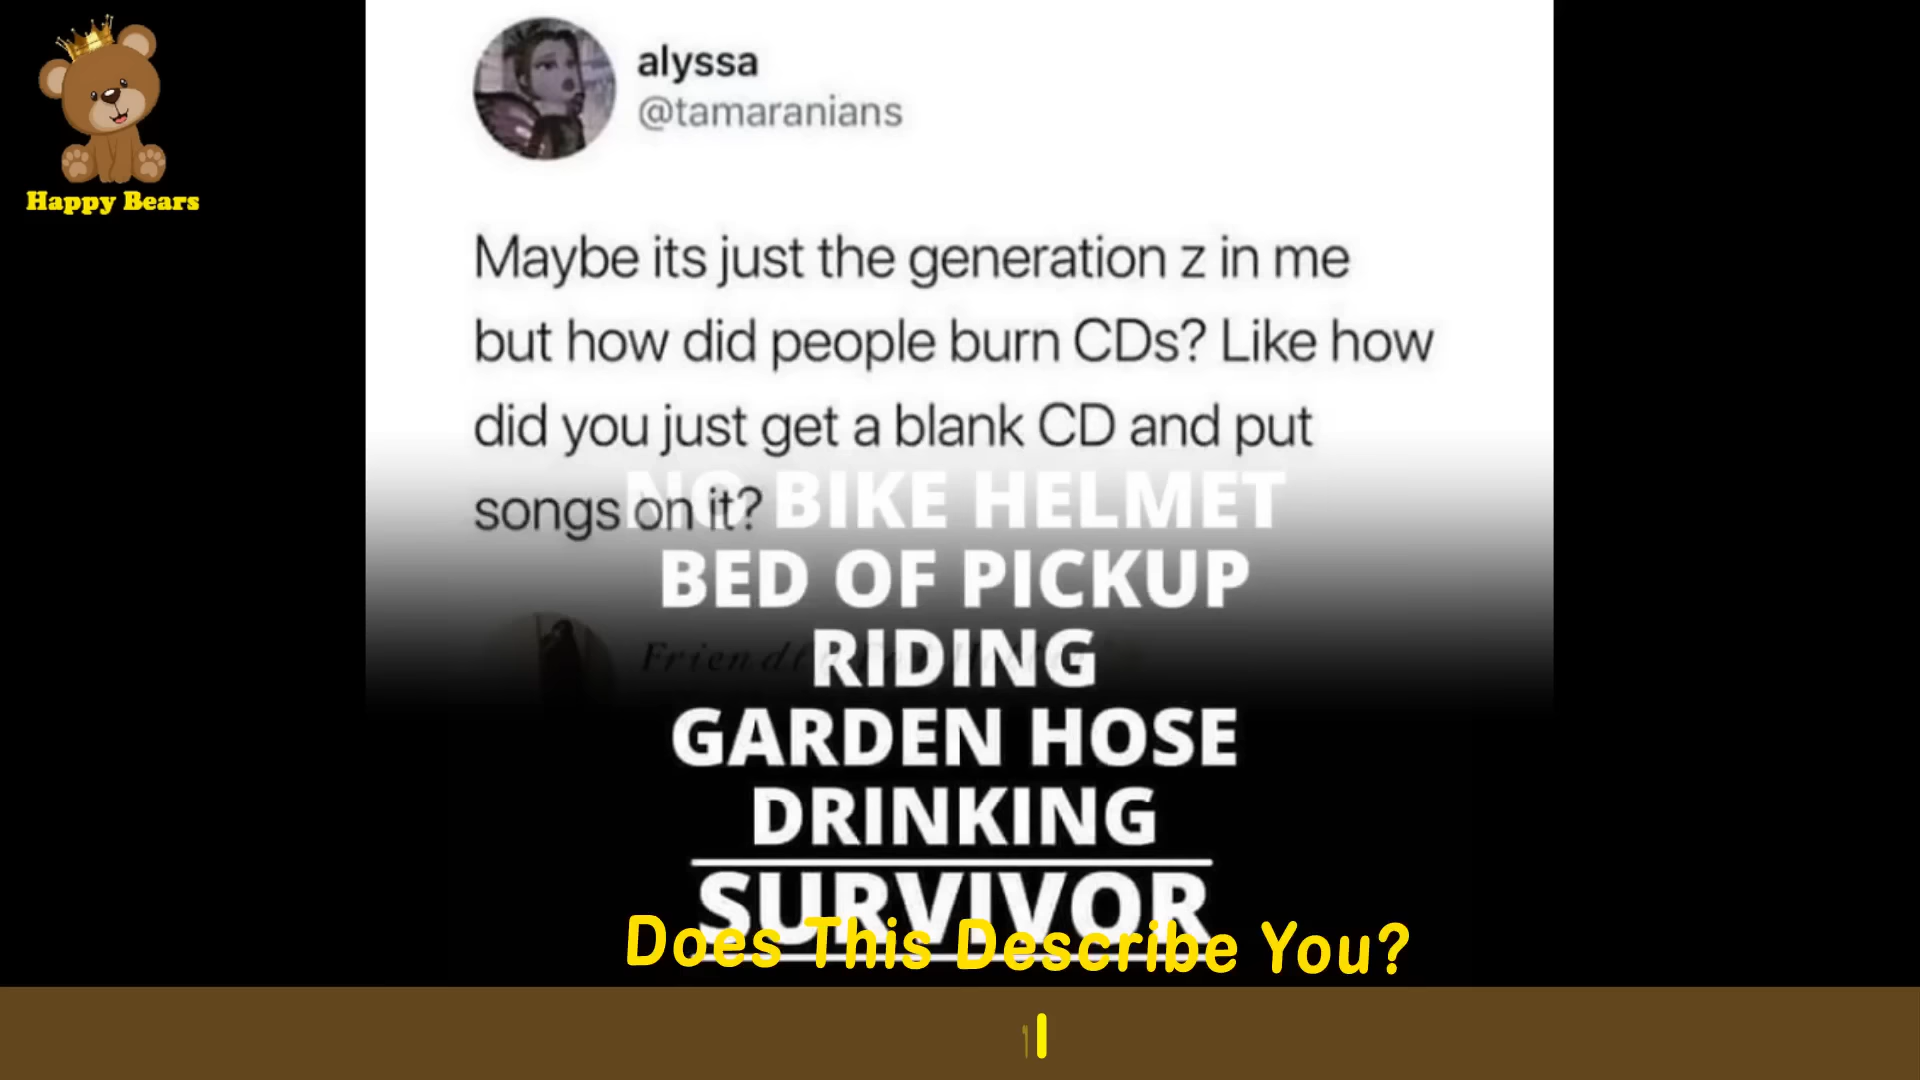 Happy Bears
alyssa
@tamaranians
Maybe its just the generation z in me
but how did people burn CDs? Like how
did you just get a blank CD and put
songs on it?
NO BIKE HELMET
BED OF PICKUP
RIDING
GARDEN HOSE
DRINKING
SURVIVOR
Does This Describe You?